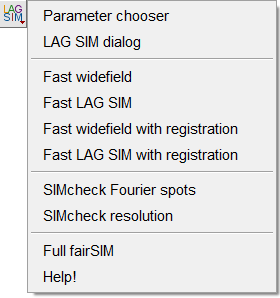 LAG
SIM
Parameter chooser
LAG SIM dialog
Fast widefield
Fast LAG SIM
Fast widefield with registration
Fast LAG SIM with registration
SIMcheck Fourier spots
SIMcheck resolution
Full fairSIM
Help!